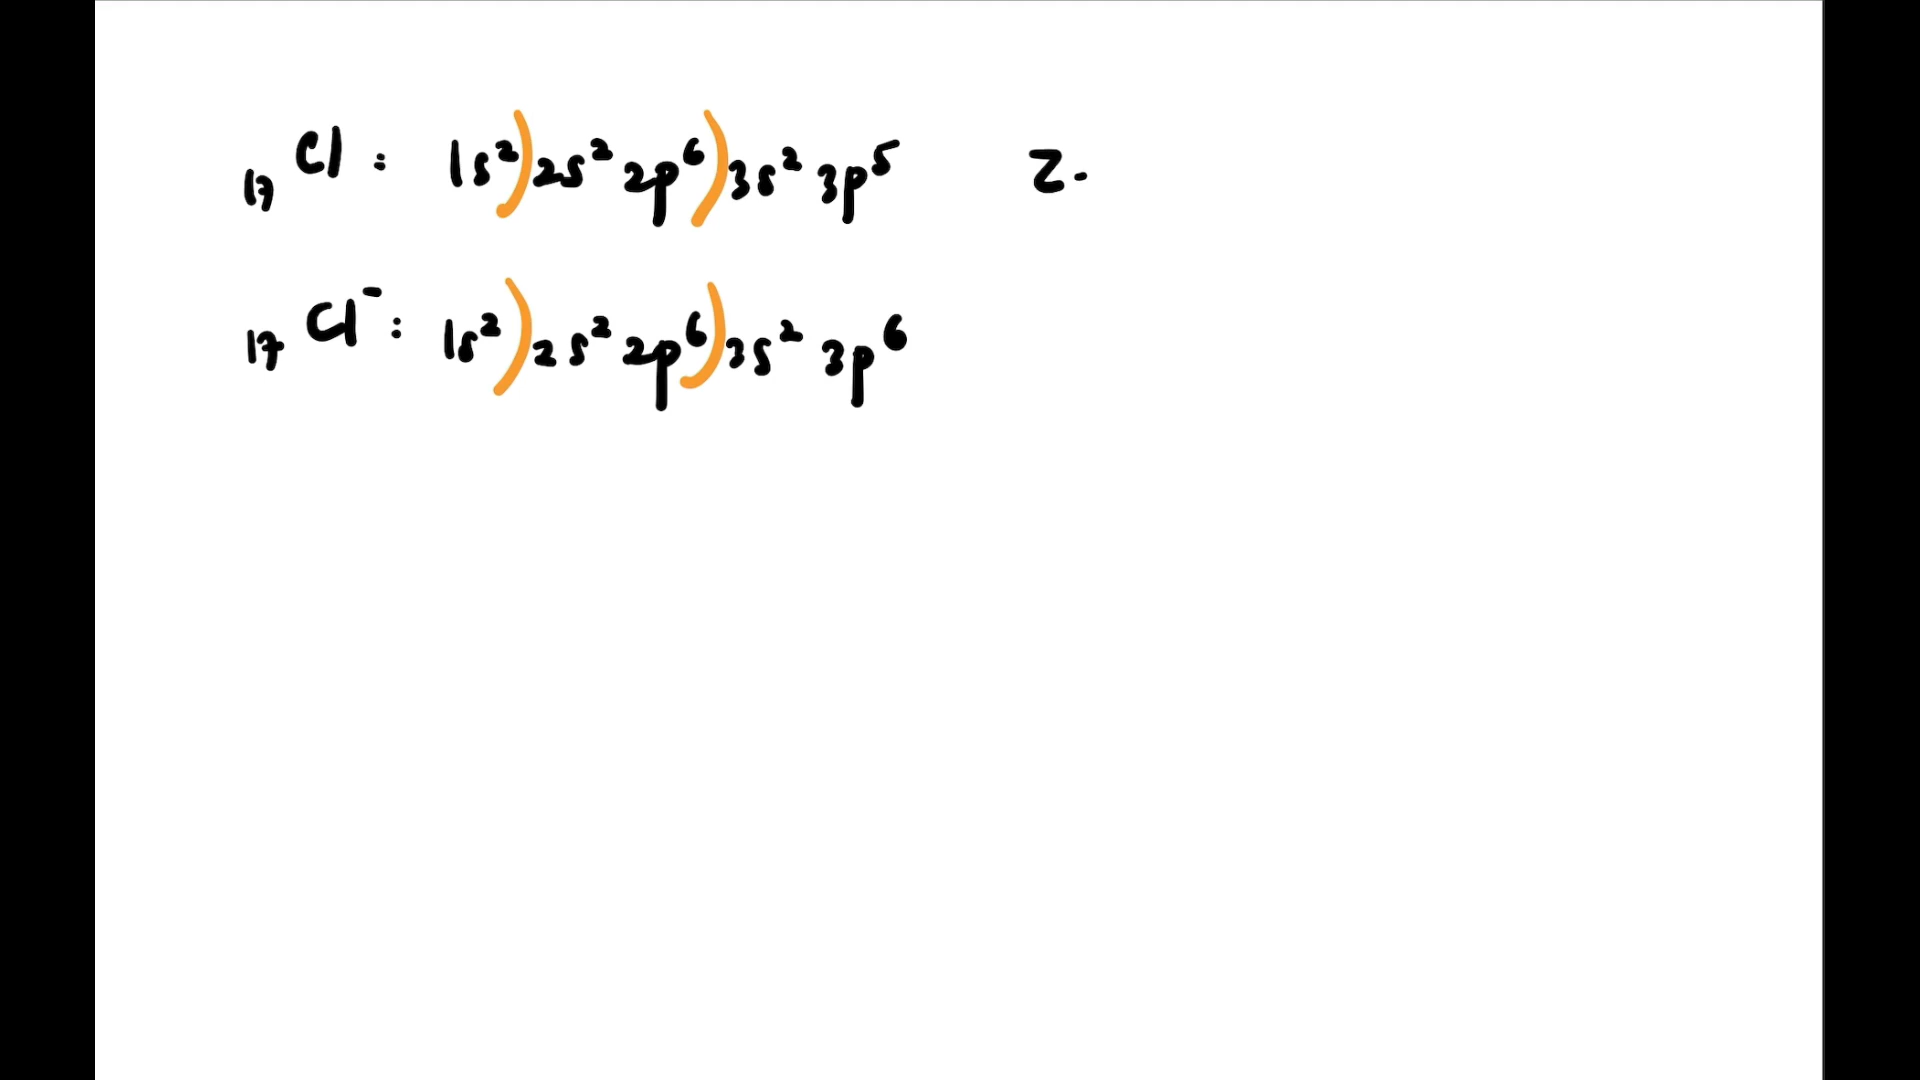 ₁₇Cl : 1s²)2s² 2p⁶)3s² 3p⁵ Z.
₁₇Cl⁻ : 1s²)2s² 2p⁶)3s² 3p⁶